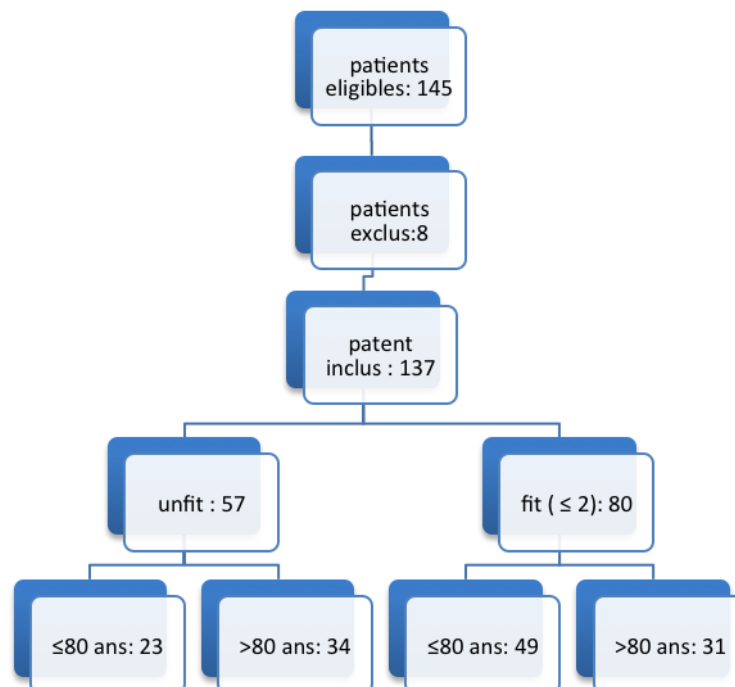 patients
eligibles: 145
patients
exclus:8
patent
inclus : 137
unfit : 57
fit ( ≤ 2): 80
≤80 ans: 23
>80 ans: 34
≤80 ans: 49
>80 ans: 31